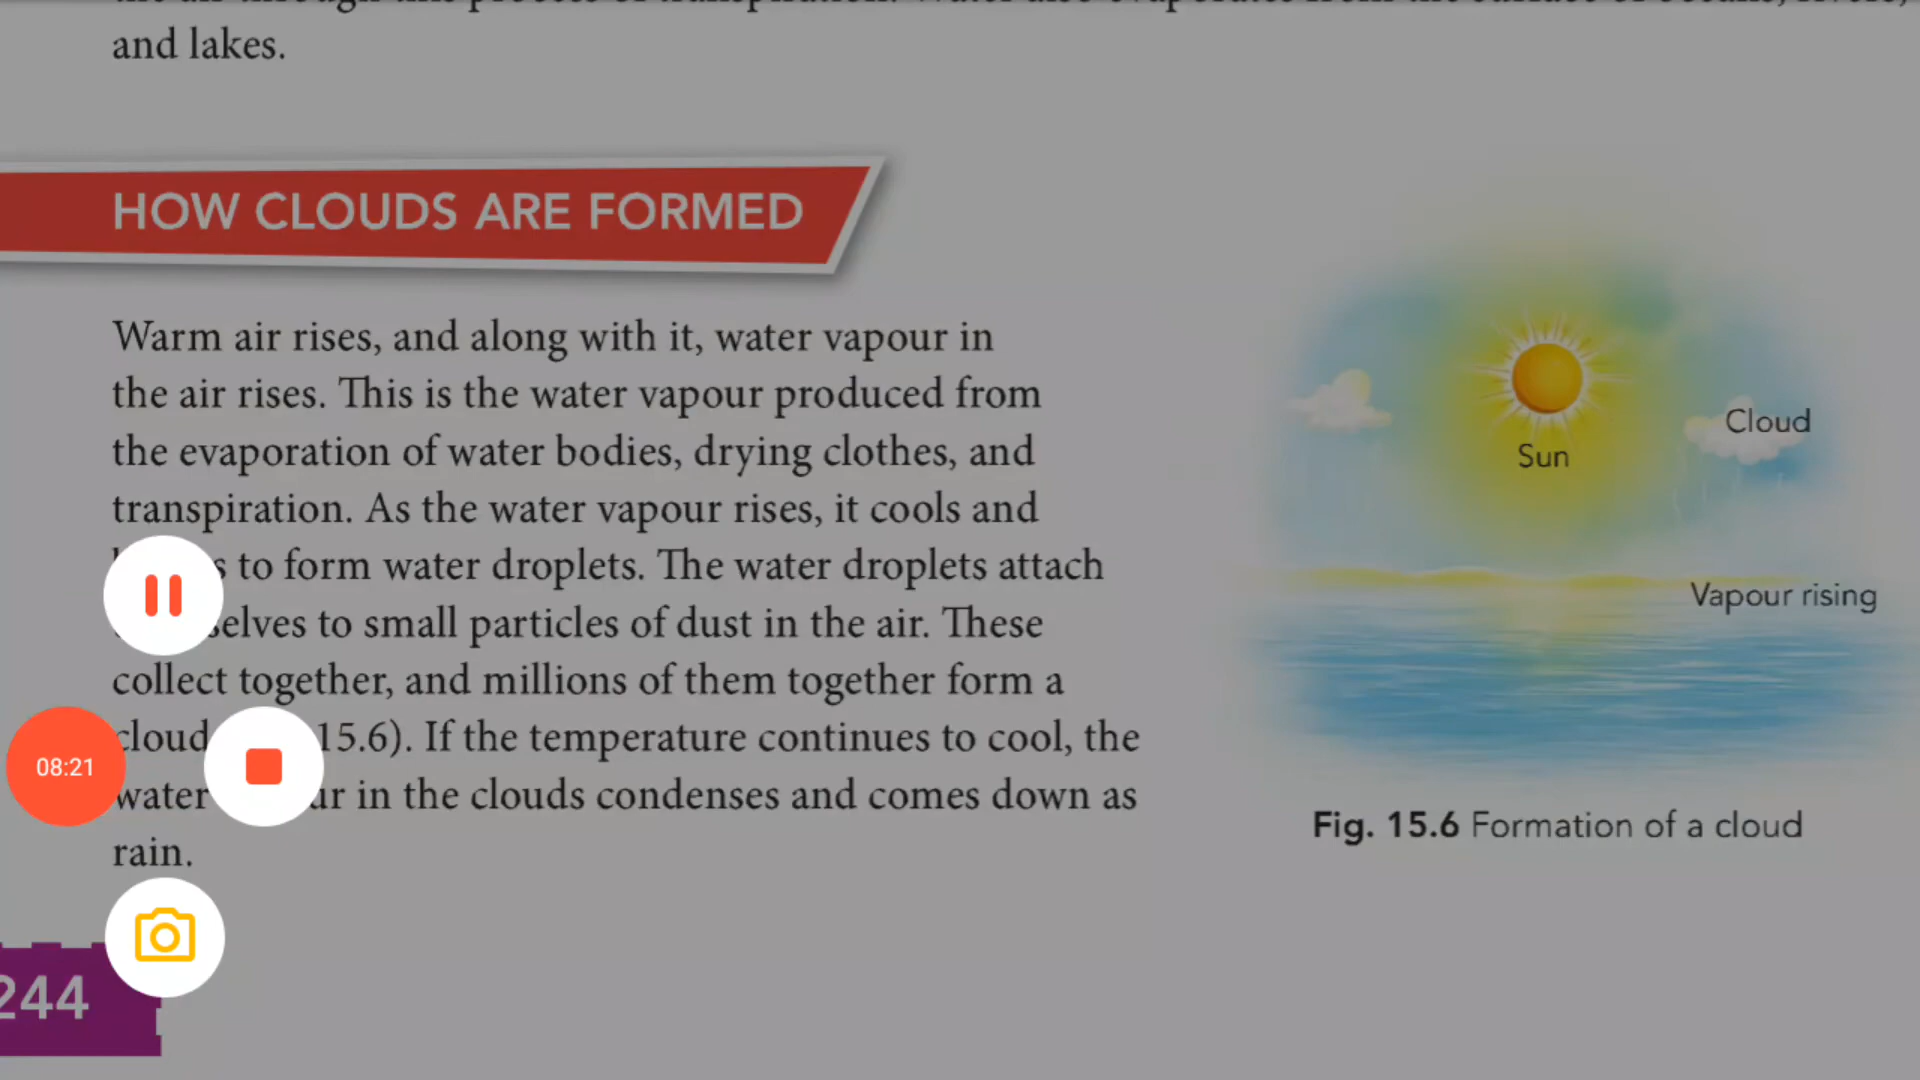 and lakes.
HOW CLOUDS ARE FORMED
Warm air rises, and along with it, water vapour in
the air rises. This is the water vapour produced from
the evaporation of water bodies, drying clothes, and
transpiration. As the water vapour rises, it cools and
to form water droplets. The water droplets attach
to small particles of dust in the air. These
collect together, and millions of them together form a
cloud 15.6). If the temperature continues to cool, the
water in the clouds condenses and comes down as
rain.
Sun
Cloud
Vapour rising
Fig. 15.6 Formation of a cloud
08:21
244